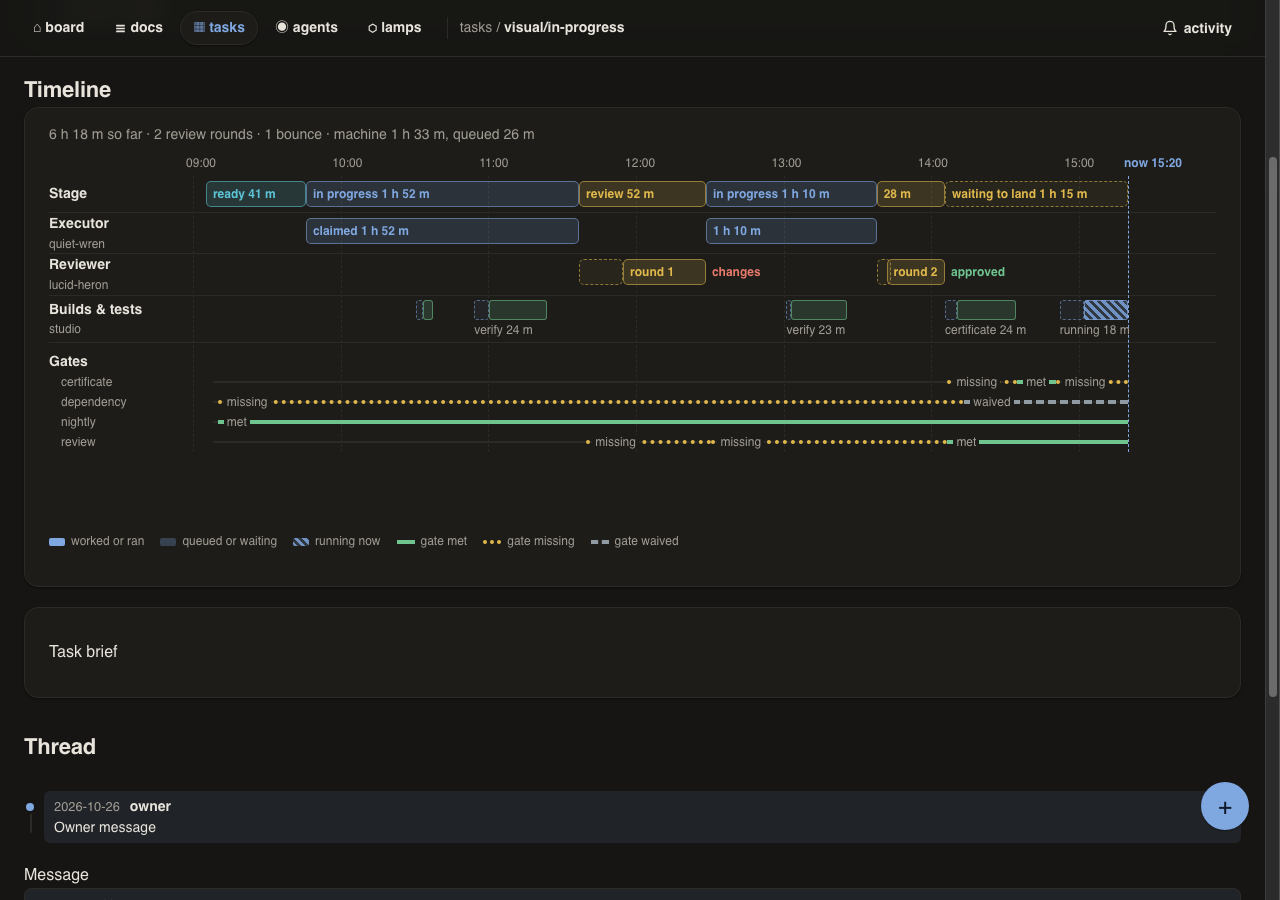 board docs tasks agents lamps tasks / visual/in-progress activity
Timeline
6 h 18 m so far · 2 review rounds · 1 bounce · machine 1 h 33 m, queued 26 m
09:00 10:00 11:00 12:00 13:00 14:00 15:00 now 15:20
Stage ready 41 m in progress 1 h 52 m review 52 m in progress 1 h 10 m 28 m waiting to land 1 h 15 m
Executor
quiet-wren
claimed 1 h 52 m 1 h 10 m
Reviewer
lucid-heron
round 1 changes round 2 approved
Builds & tests
studio verify 24 m verify 23 m certificate 24 m running 18 m
Gates
certificate missing met missing
dependency missing waived
nightly met
review missing missing met
worked or ran queued or waiting running now gate met gate missing gate waived
Task brief
Thread
2026-10-26 owner
Owner message
+
Message